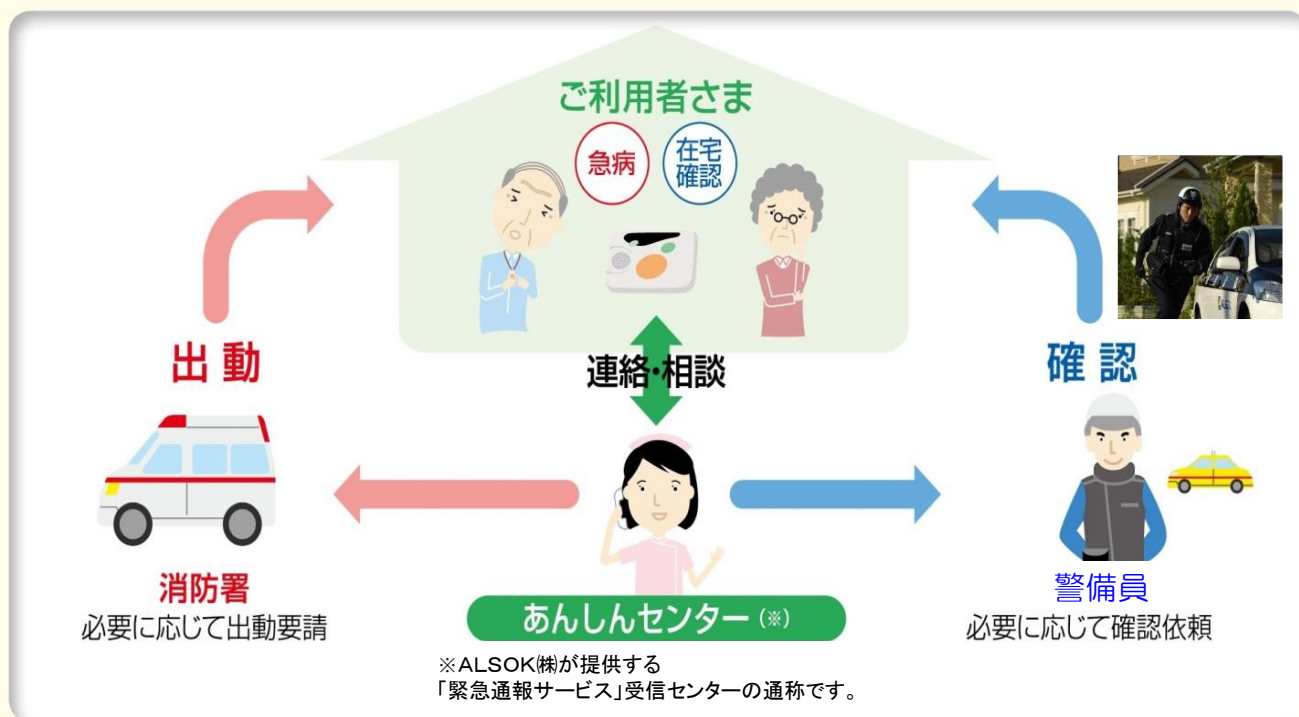 ご利用者さま
急病
在宅
確認
連絡・相談
出動
確認
消防署
必要に応じて出動要請
あんしんセンター(※)
警備員
必要に応じて確認依頼
※ALSOK㈱が提供する
「緊急通報サービス」受信センターの通称です。